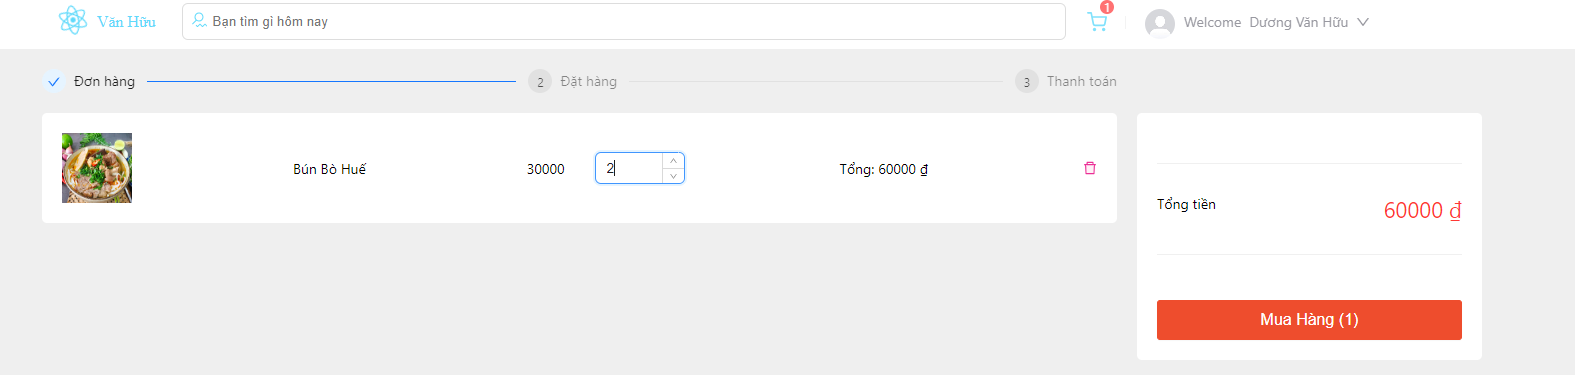 Văn Hữu
Bạn tìm gì hôm nay
1
Welcome Dương Văn Hữu
Đơn hàng
2 Đặt hàng
3 Thanh toán
Bún Bò Huế 30000 2 Tổng: 60000 ₫
Tổng tiền 60000 ₫
Mua Hàng (1)